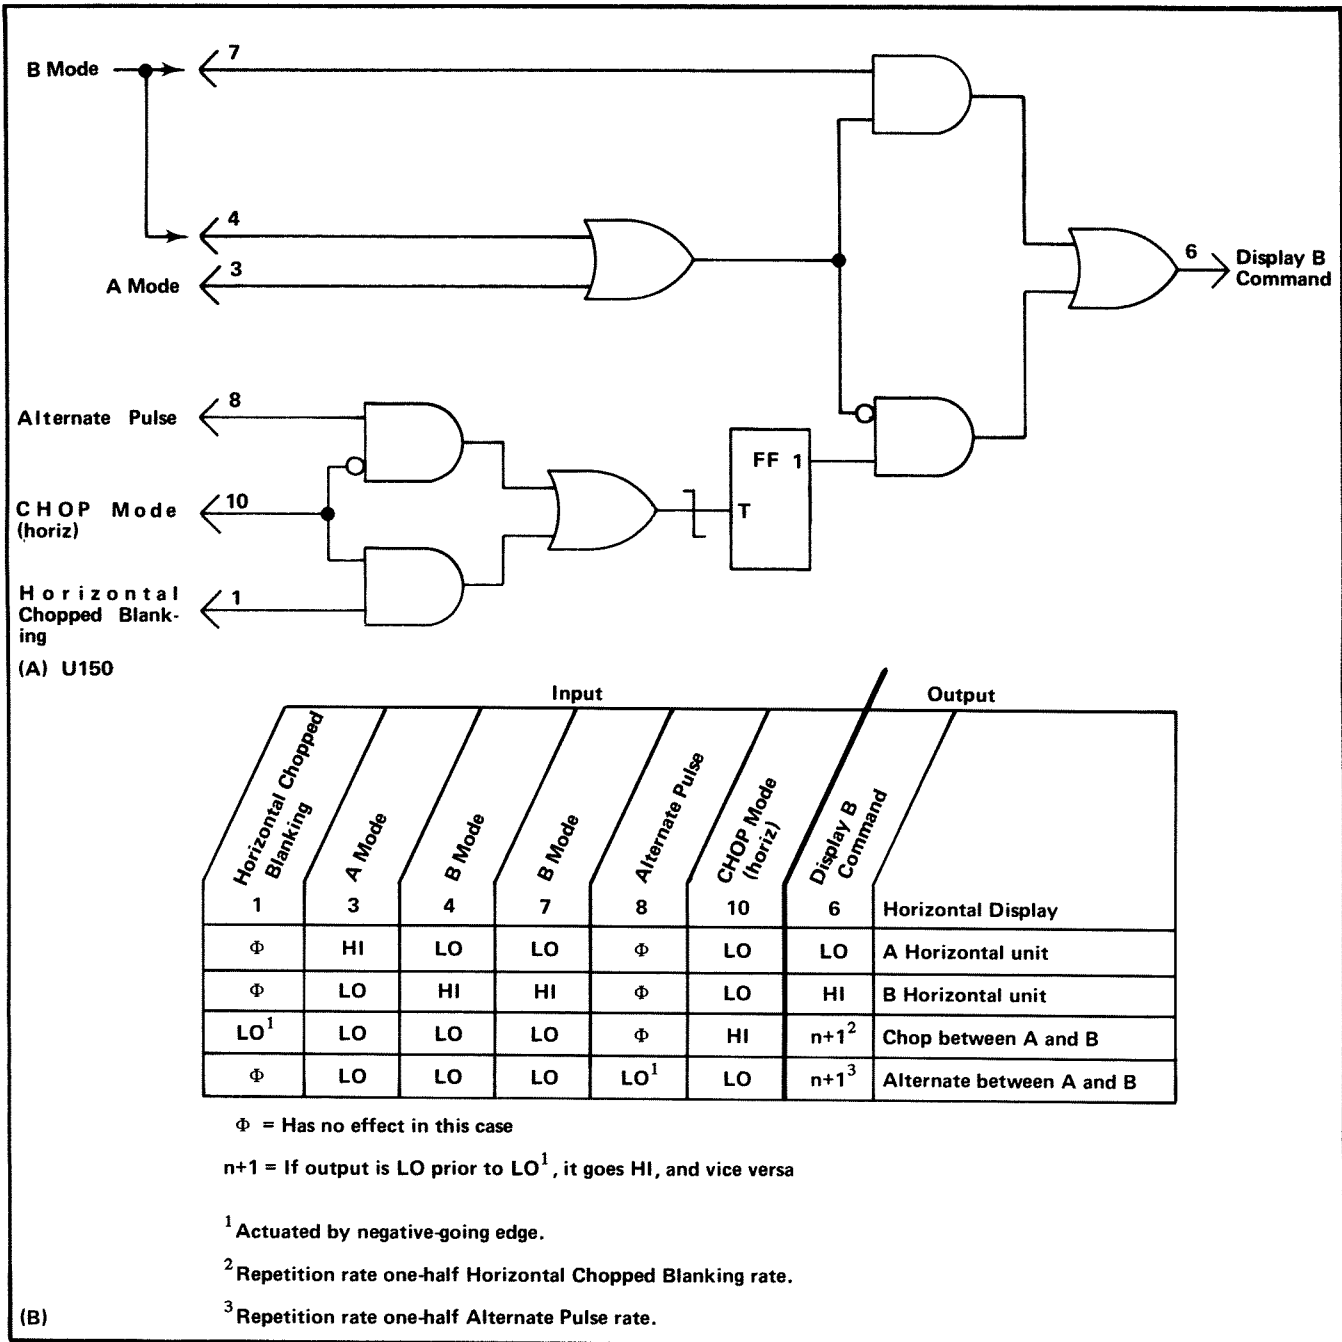 B Mode
7
4
3
A Mode
6
Display B
Command
Alternate Pulse
8
CHOP Mode
(horiz)
10
FF 1
T
Horizontal
Chopped Blank-
ing
1
(A) U150
Input
Output
Horizontal Chopped
Blanking
A Mode
B Mode
B Mode
Alternate Pulse
CHOP Mode
(horiz)
Display B
Command
1 3 4 7 8 10 6 Horizontal Display
Φ HI LO LO Φ LO LO A Horizontal unit
Φ LO HI HI Φ LO HI B Horizontal unit
LO¹ LO LO LO Φ HI n+1² Chop between A and B
Φ LO LO LO LO¹ LO n+1³ Alternate between A and B
Φ = Has no effect in this case
n+1 = If output is LO prior to LO¹, it goes HI, and vice versa
¹Actuated by negative-going edge.
²Repetition rate one-half Horizontal Chopped Blanking rate.
³Repetition rate one-half Alternate Pulse rate.
(B)